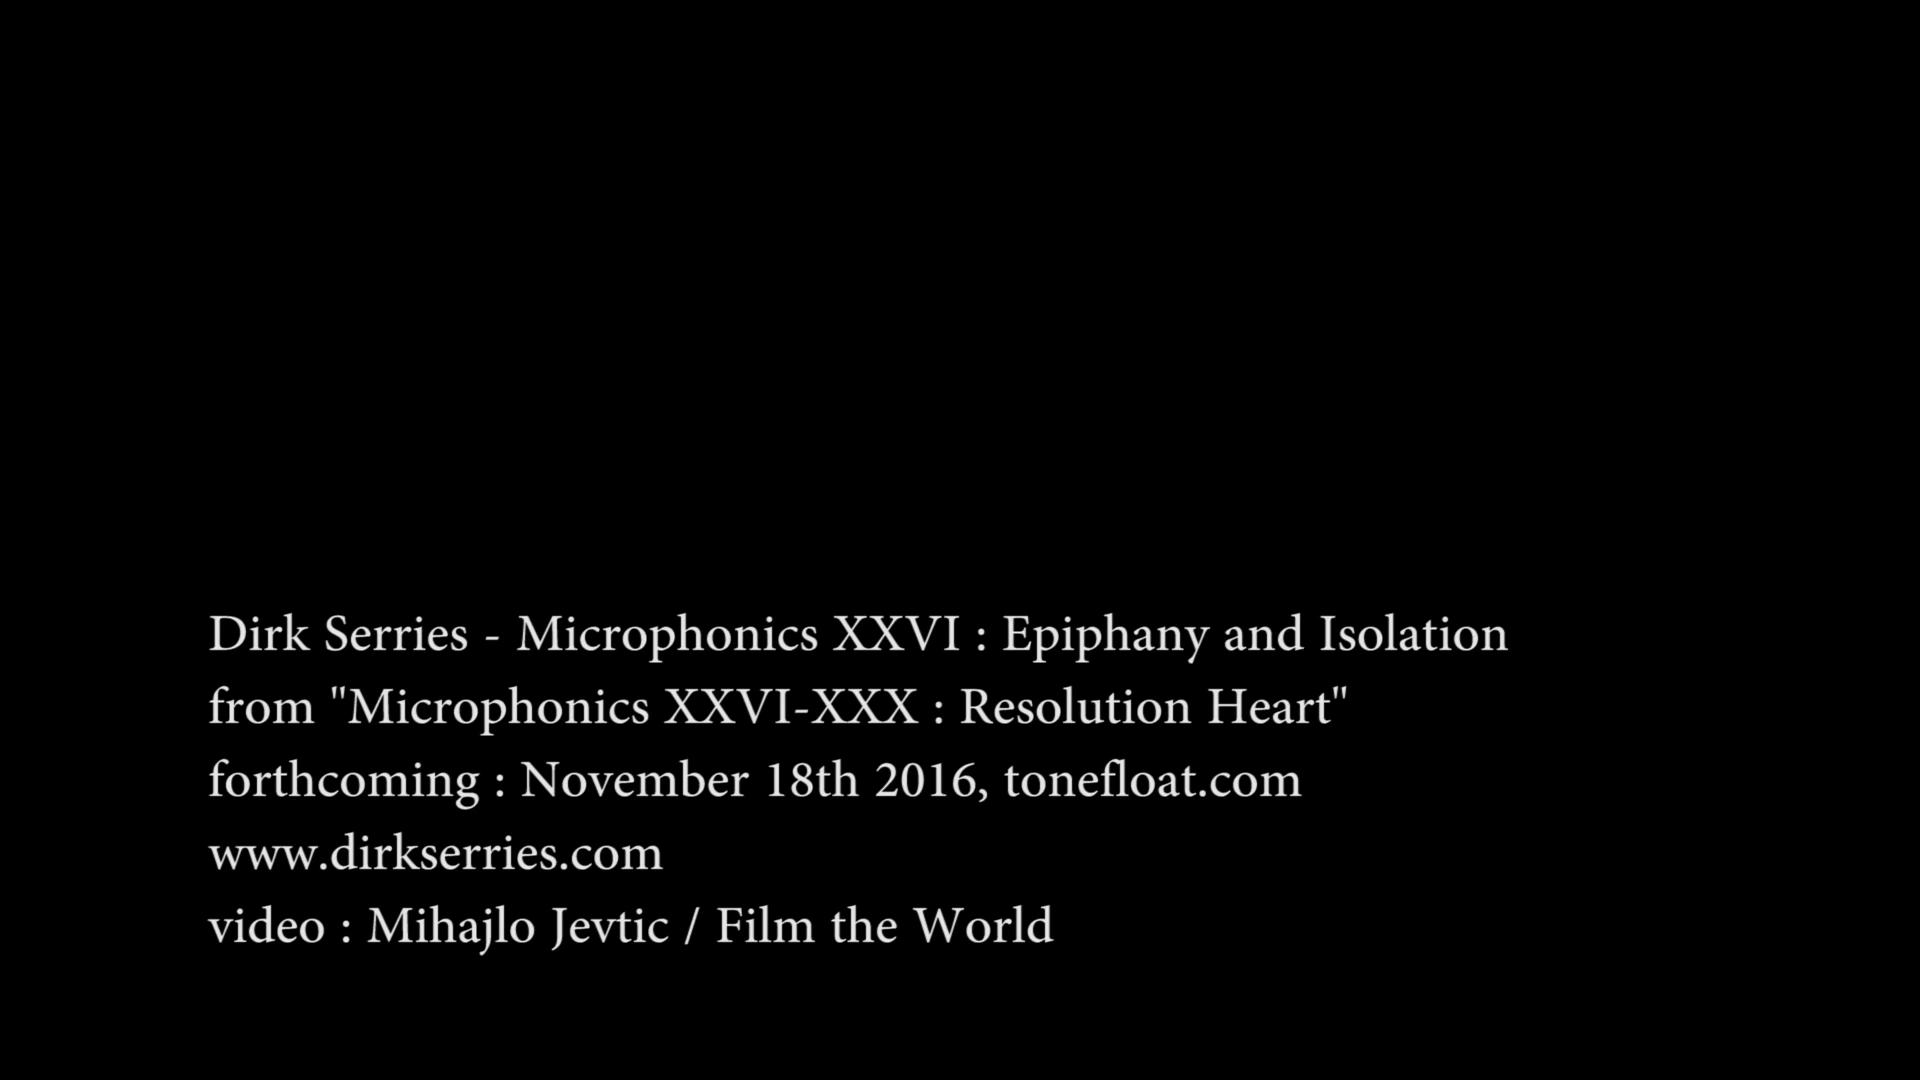 Dirk Serries - Microphonics XXVI : Epiphany and Isolation
from "Microphonics XXVI-XXX : Resolution Heart"
forthcoming : November 18th 2016, tonefloat.com
www.dirkserries.com
video : Mihajlo Jevtic / Film the World